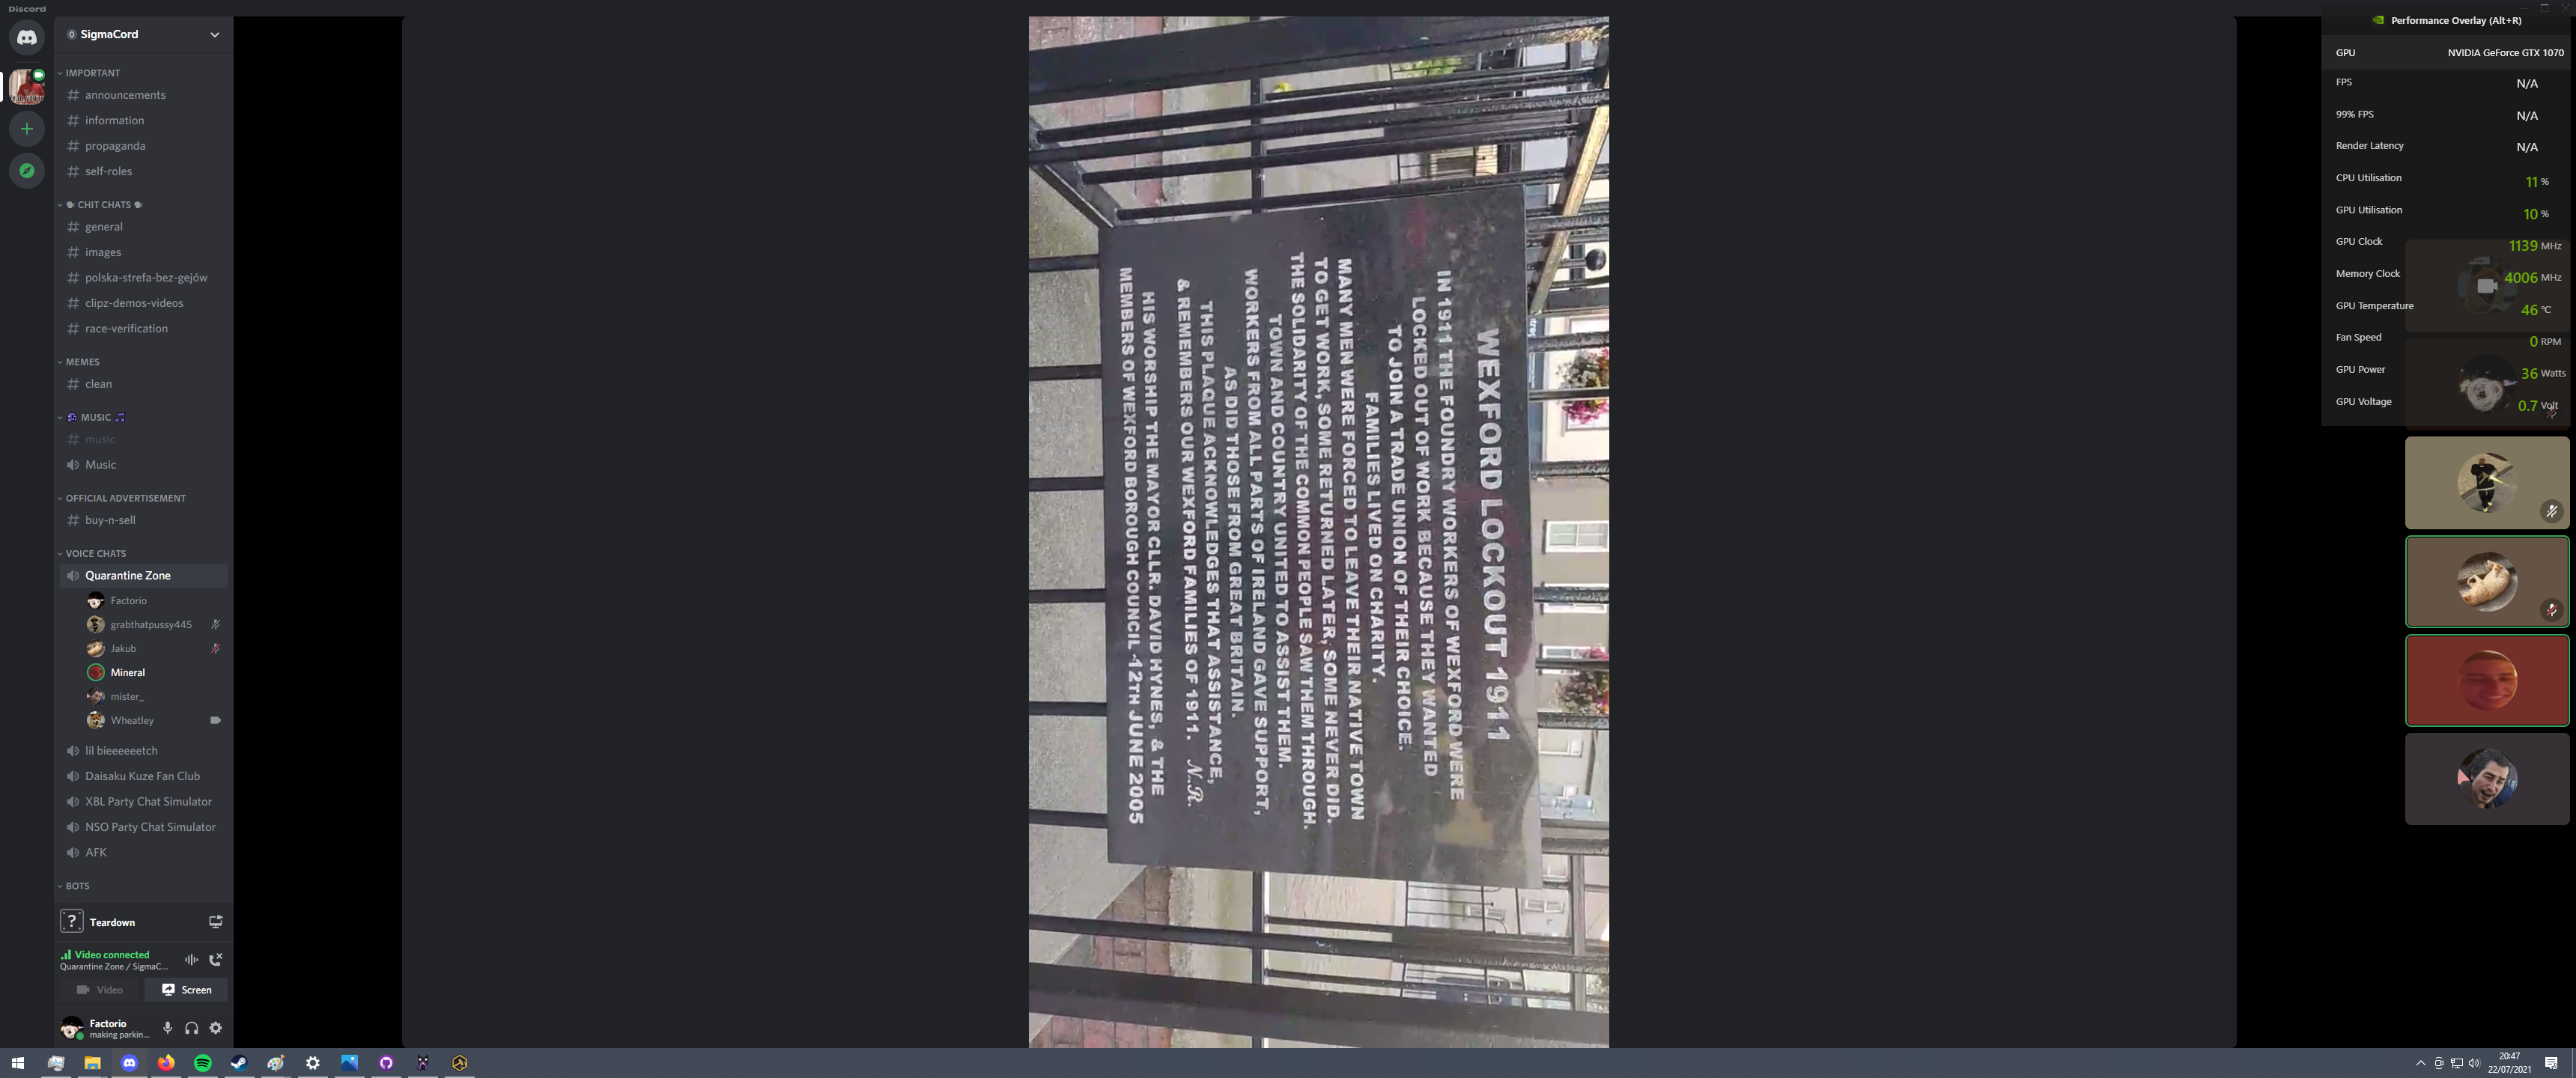 Discord
SigmaCord
IMPORTANT
announcements
information
propaganda
self-roles
CHIT CHATS
general
images
polska-strefa-bez-gejów
clipz-demos-videos
race-verification
MEMES
clean
MUSIC
music
Music
OFFICIAL ADVERTISEMENT
buy-n-sell
VOICE CHATS
Quarantine Zone
Factorio
grabthatpussy445
Jakub
Mineral
mister_
Wheatley
lil bieeeeeetch
Daisaku Kuze Fan Club
XBL Party Chat Simulator
NSO Party Chat Simulator
AFK
BOTS
? Teardown
Video connected
Quarantine Zone / SigmaC...
Video Screen
Factorio
making parkin...
WEXFORD LOCKOUT 1911
IN 1911 THE FOUNDRY WORKERS OF WEXFORD WERE
LOCKED OUT OF WORK BECAUSE THEY WANTED
TO JOIN A TRADE UNION OF THEIR CHOICE.
FAMILIES LIVED ON CHARITY.
MANY MEN WERE FORCED TO LEAVE THEIR NATIVE TOWN
TO GET WORK, SOME RETURNED LATER, SOME NEVER DID.
THE SOLIDARITY OF THE COMMON PEOPLE SAW THEM THROUGH.
TOWN AND COUNTRY UNITED TO ASSIST THEM.
WORKERS FROM ALL PARTS OF IRELAND GAVE SUPPORT,
AS DID THOSE FROM GREAT BRITAIN.
THIS PLAQUE ACKNOWLEDGES THAT ASSISTANCE,
& REMEMBERS OUR WEXFORD FAMILIES OF 1911. N.R.
HIS WORSHIP THE MAYOR CLLR. DAVID HYNES, & THE
MEMBERS OF WEXFORD BOROUGH COUNCIL -12TH JUNE 2005
Performance Overlay (Alt+R)
GPU NVIDIA GeForce GTX 1070
FPS N/A
99% FPS N/A
Render Latency N/A
CPU Utilisation 11 %
GPU Utilisation 10 %
GPU Clock 1139 MHz
Memory Clock 4006 MHz
GPU Temperature 46 °C
Fan Speed 0 RPM
GPU Power 36 Watts
GPU Voltage 0.7 Volt
20:47
22/07/2021